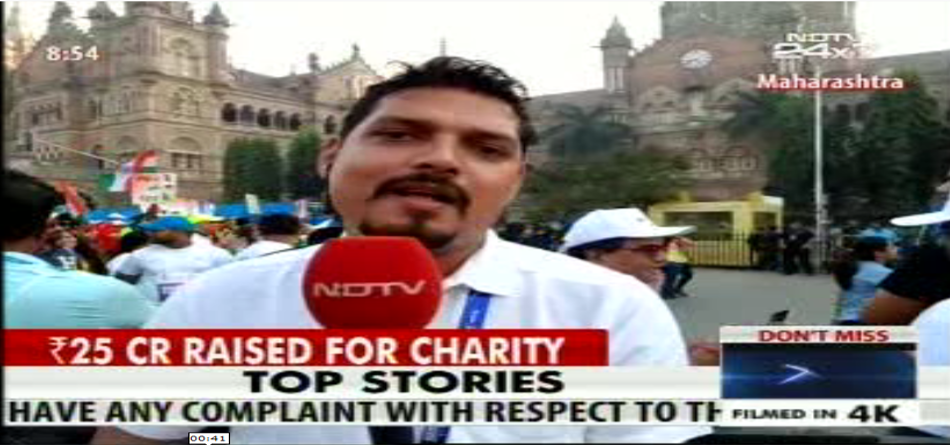 8:54
NDTV
24x7
Maharashtra
NDTV
₹25 CR RAISED FOR CHARITY
DON'T MISS
TOP STORIES
HAVE ANY COMPLAINT WITH RESPECT TO TH
FILMED IN 4K
00:41